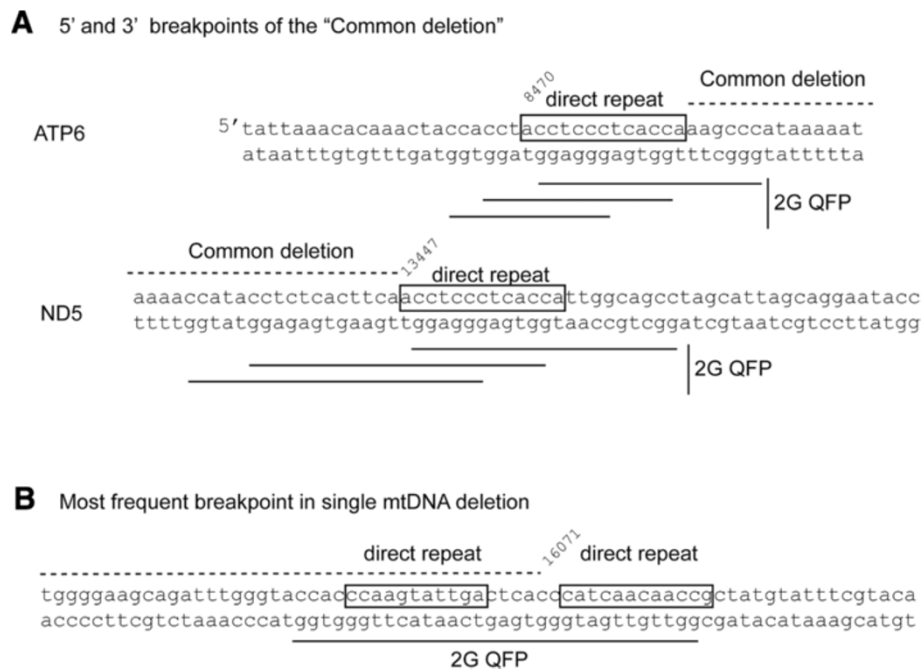 A 5' and 3' breakpoints of the “Common deletion”
8470 direct repeat Common deletion
ATP6 5' tattaaacacaaactaccacctacctccctcaccaaagcccataaaaat
ataatttgtgtttgatggtggatggagggagtggtttcgggtattttta
2G QFP
Common deletion 13447 direct repeat
ND5 aaaaccatacctctcacttcaacctccctcaccattggcagcctagcattagcaggaatacc
ttttggtatggagagtgaagttggagggagtggtaaccgtcggatcgtaatcgtccttatgg
2G QFP
B Most frequent breakpoint in single mtDNA deletion
direct repeat 16071 direct repeat
tggggaagcagatttgggtaccacccaagtattgactcacccatcaacaaccgctatgtatttcgtaca
accccttcgtctaaacccatggtgggttcataactgagtgggtagttgttggcgatacataaagcatgt
2G QFP